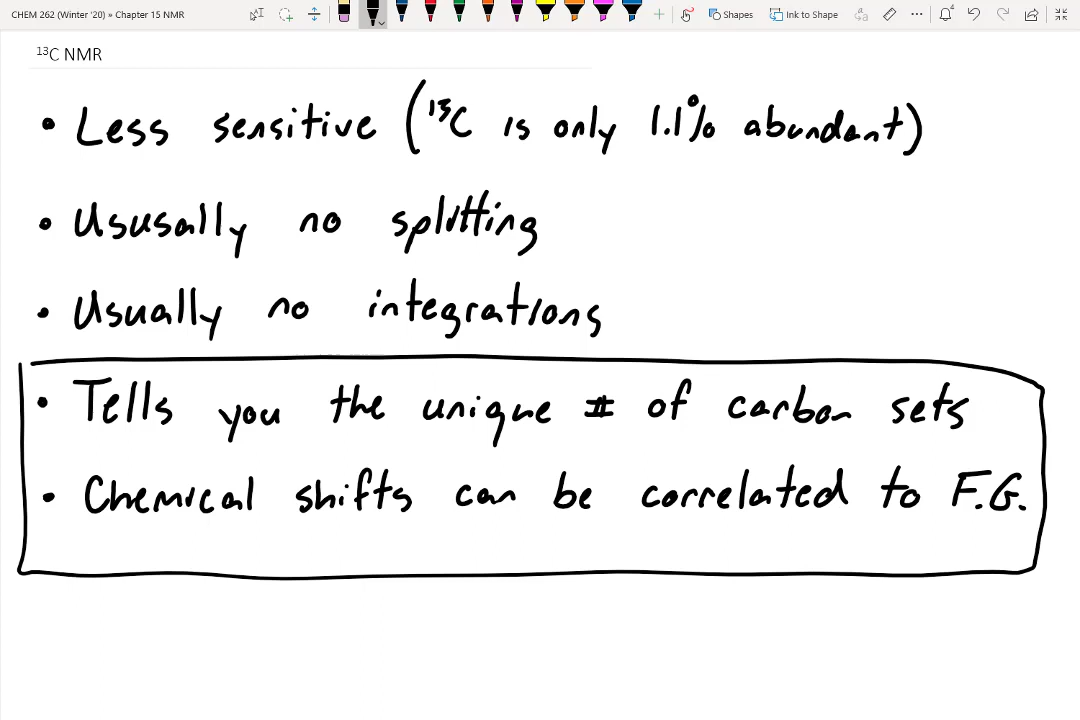 CHEM 262 (Winter '20) » Chapter 15 NMR
Shapes
Ink to Shape
¹³C NMR
• Less sensitive (¹³C is only 1.1% abundant)
• Ususally no splitting
• Usually no integrations
• Tells you the unique # of carbon sets
• Chemical shifts can be correlated to F.G.